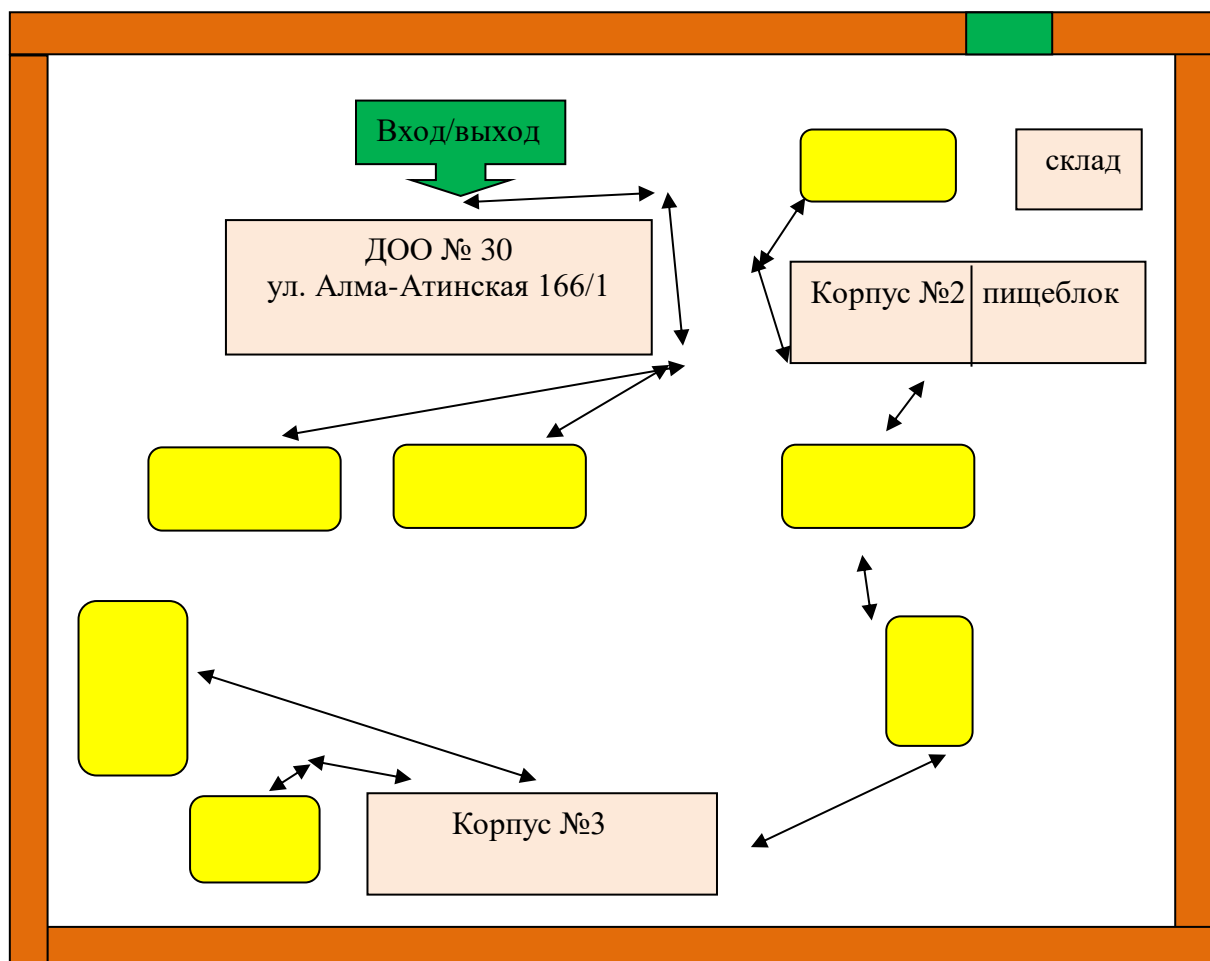 Вход/выход
склад
ДОО № 30
ул. Алма-Атинская 166/1
Корпус №2 пищеблок
Корпус №3